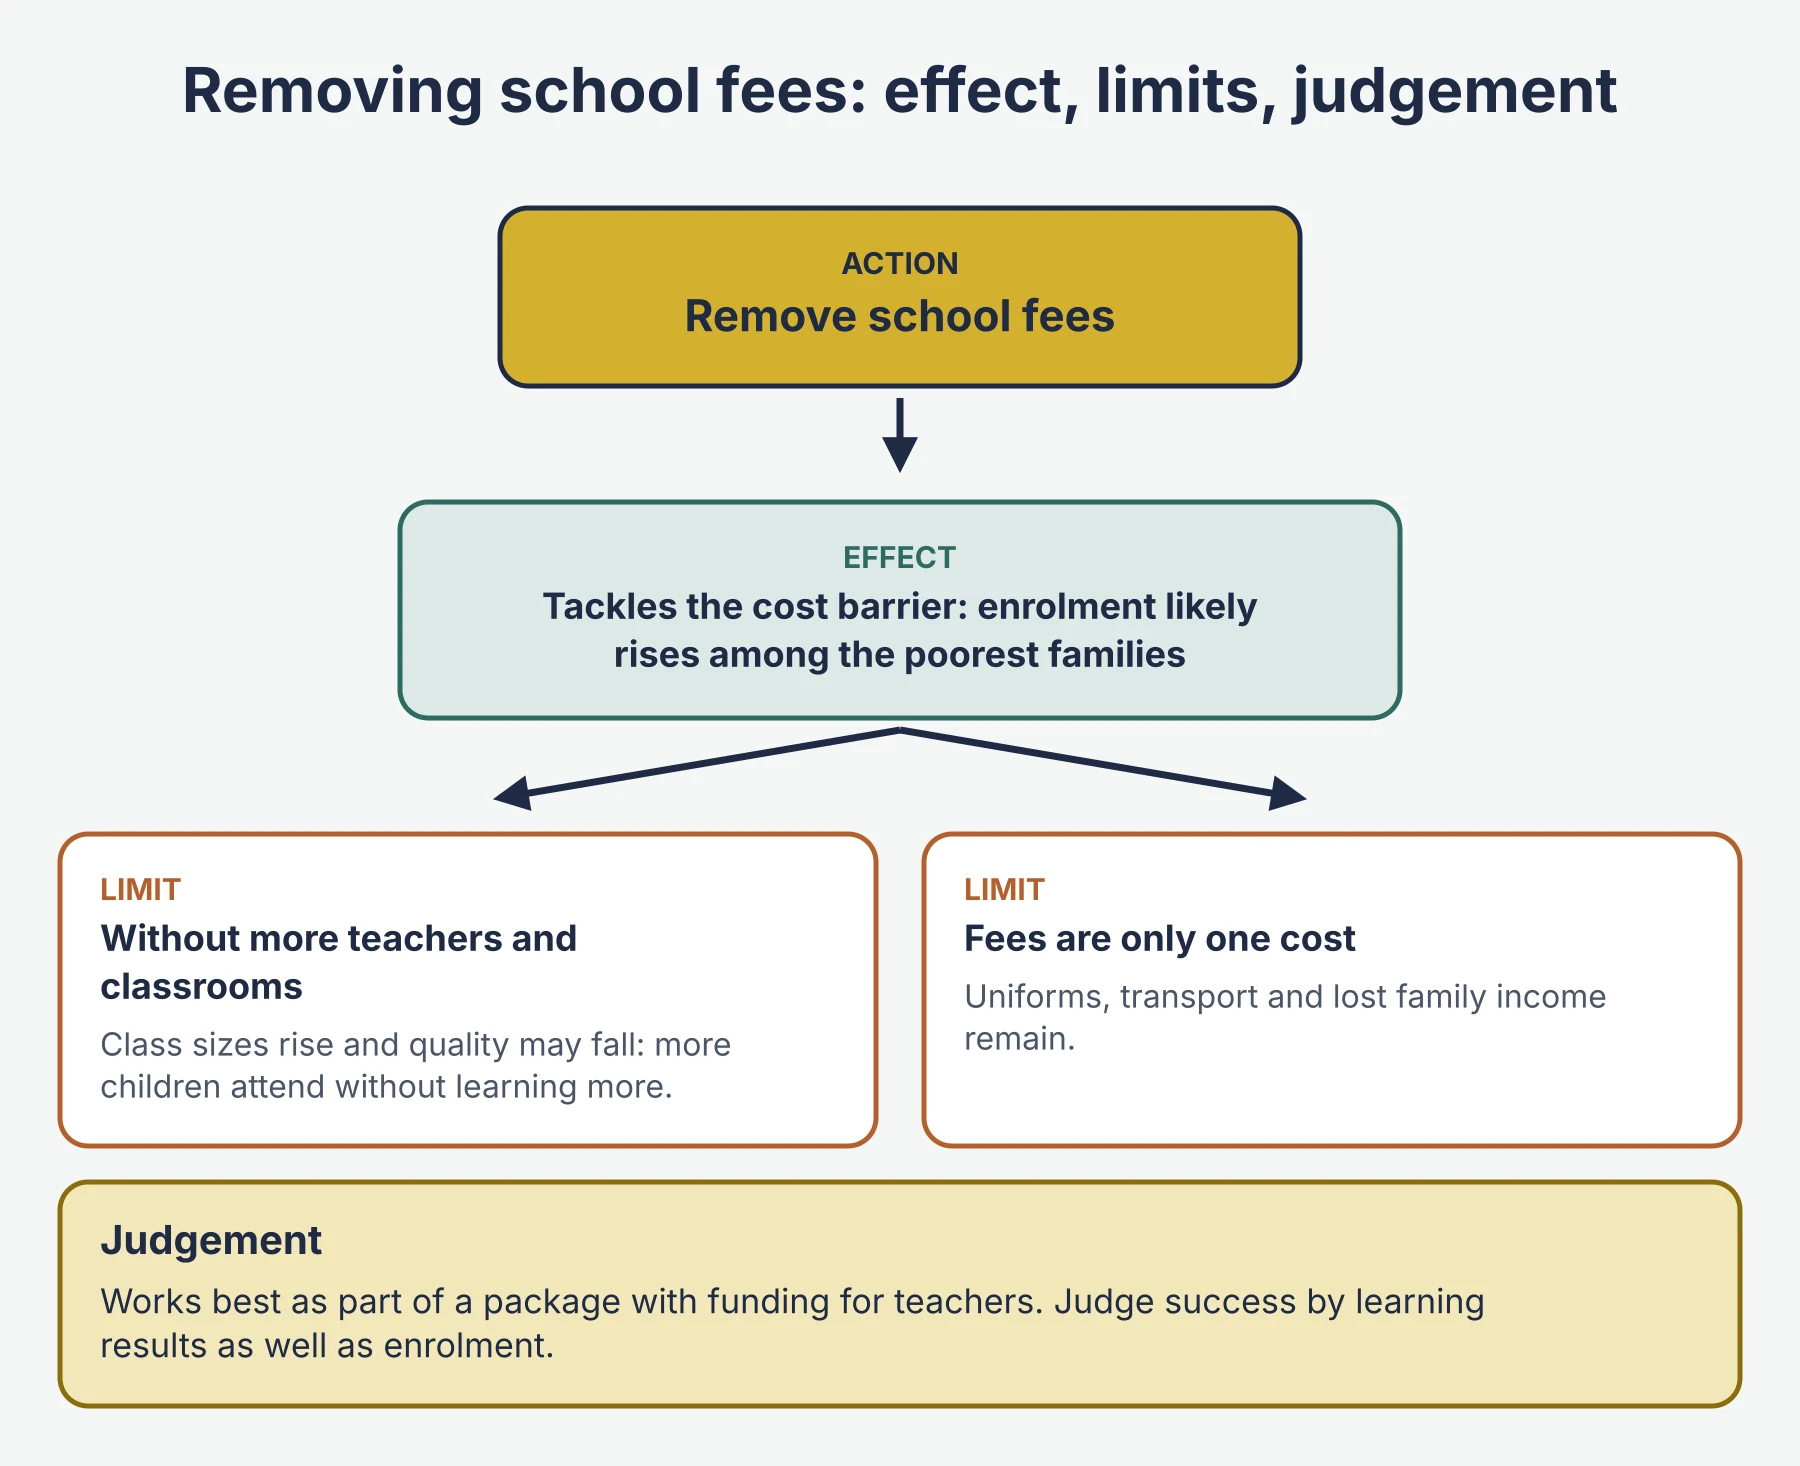 Removing school fees: effect, limits, judgement
ACTION
Remove school fees
EFFECT
Tackles the cost barrier: enrolment likely
rises among the poorest families
LIMIT
Without more teachers and
classrooms
Class sizes rise and quality may fall: more
children attend without learning more.
LIMIT
Fees are only one cost
Uniforms, transport and lost family income
remain.
Judgement
Works best as part of a package with funding for teachers. Judge success by learning
results as well as enrolment.